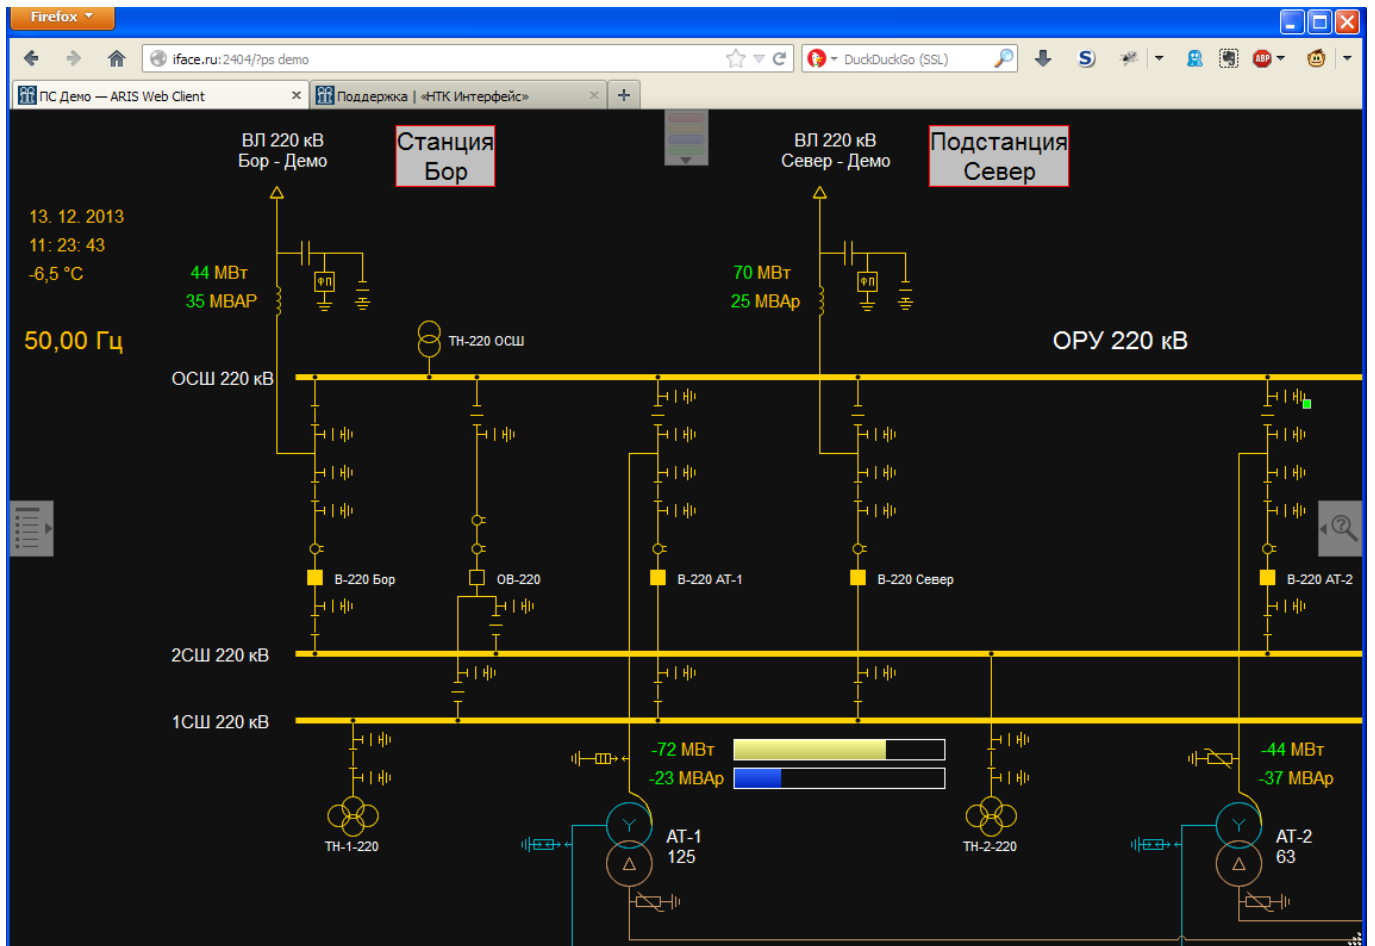 Firefox
iface.ru:2404/?ps demo
DuckDuckGo (SSL)
S
ABP
ПС Демо — ARIS Web Client
Поддержка | «НТК Интерфейс»
ВЛ 220 кВ
Бор - Демо
Станция
Бор
ВЛ 220 кВ
Север - Демо
Подстанция
Север
13. 12. 2013
11: 23: 43
-6,5 °C
44 МВт
35 МВАР
ФП
70 МВт
25 МВАр
ФП
50,00 Гц
ТН-220 ОСШ
ОРУ 220 кВ
ОСШ 220 кВ
В-220 Бор
ОВ-220
В-220 АТ-1
В-220 Север
В-220 АТ-2
2СШ 220 кВ
1СШ 220 кВ
-72 МВт
-23 МВАр
-44 МВт
-37 МВАр
ТН-1-220
АТ-1
125
ТН-2-220
АТ-2
63